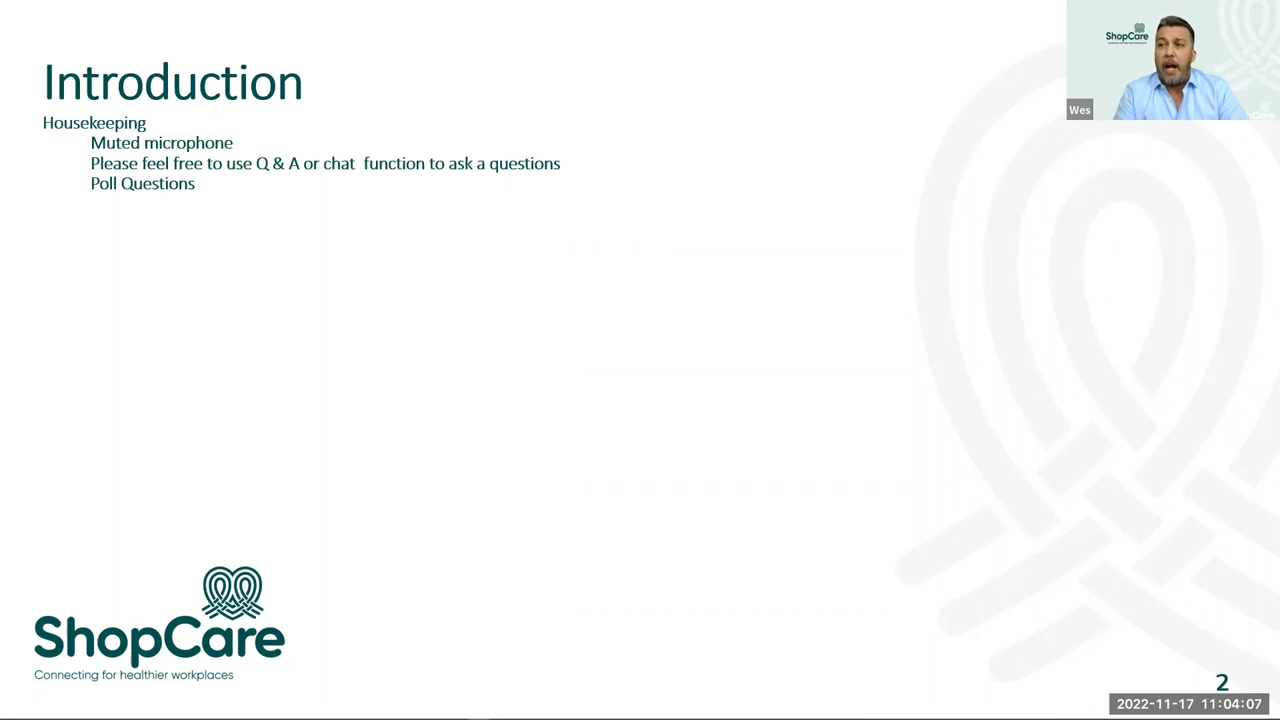 Introduction
Housekeeping
Muted microphone
Please feel free to use Q & A or chat  function to ask a questions
Poll Questions
ShopCare
Wes
ShopCare
Connecting for healthier workplaces
2
2022-11-17 11:04:07